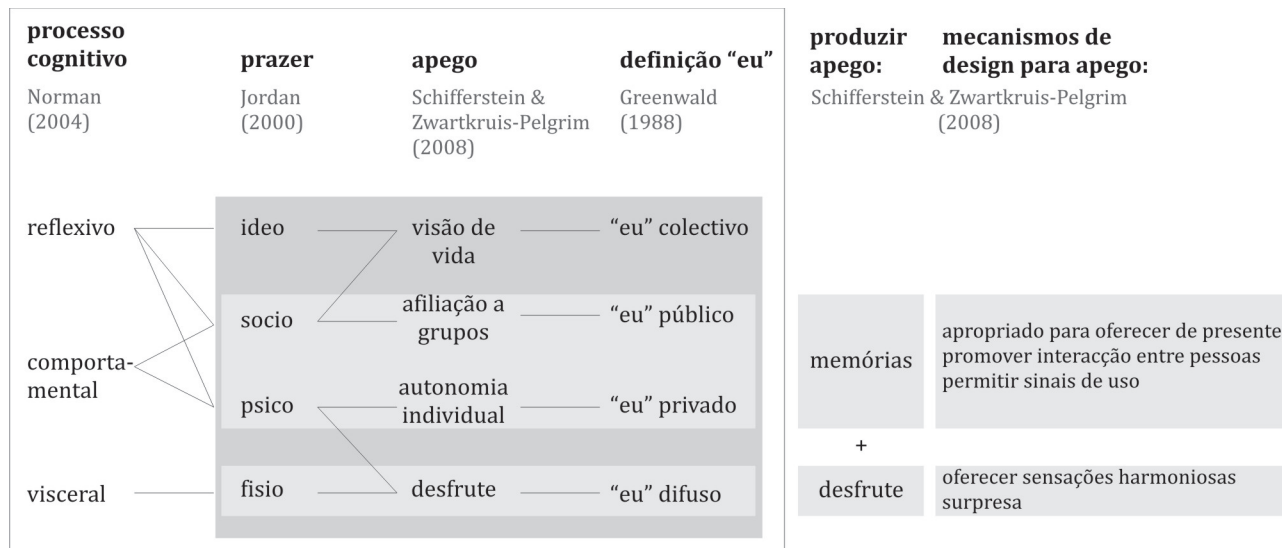 processo
cognitivo
Norman
(2004)
prazer
Jordan
(2000)
apego
Schifferstein &
Zwartkruis-Pelgrim
(2008)
definição “eu”
Greenwald
(1988)
produzir
apego:
mecanismos de
design para apego:
Schifferstein & Zwartkruis-Pelgrim
(2008)
reflexivo
ideo
visão de
vida
“eu” colectivo
socio
afiliação a
grupos
“eu” público
comporta-
mental
psico
autonomia
individual
“eu” privado
visceral
fisio
desfrute
“eu” difuso
memórias
apropriado para oferecer de presente
promover interacção entre pessoas
permitir sinais de uso
+
desfrute
oferecer sensações harmoniosas
surpresa